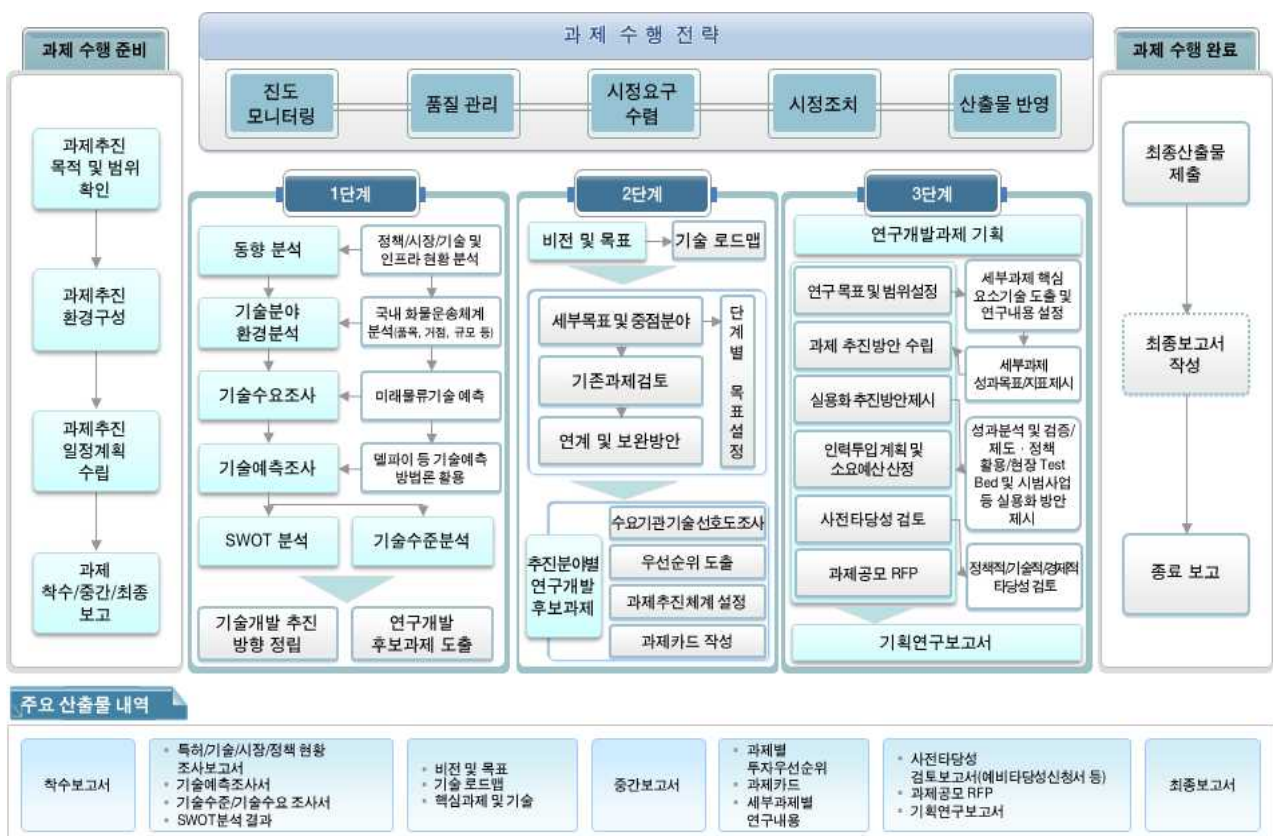 과제 수행 준비
과제추진
목적 및 범위
확인
과제추진
환경구성
과제추진
일정계획
수립
과제
착수/중간/최종
보고
과 제 수 행 전 략
진도
모니터링
품질 관리
시정요구
수렴
시정조치
산출물 반영
1단계
동향 분석
정책/시장/기술 및
인프라 현황 분석
기술분야
환경분석
국내 화물운송체계
분석(품목, 거점, 규모 등)
기술수요조사
미래물류기술 예측
기술예측조사
델파이 등 기술예측
방법론 활용
SWOT 분석
기술수준분석
기술개발 추진
방향 정립
연구개발
후보과제 도출
2단계
비전 및 목표
기술 로드맵
세부목표 및 중점분야
기존과제검토
연계 및 보완방안
단계별 목표설정
추진분야별
연구개발
후보과제
수요기관 기술 선호도조사
우선순위 도출
과제추진체계 설정
과제카드 작성
3단계
연구개발과제 기획
연구 목표 및 범위설정
세부과제 핵심
요소기술 도출 및
연구내용 설정
과제 추진방안 수립
세부과제
성과목표/지표 제시
실용화 추진방안 제시
인력투입 계획 및
소요예산 산정
성과분석 및 검증/
제도 · 정책
활용/현장 Test
Bed 및 시범사업
등 실용화 방안
제시
사전타당성 검토
과제공모 RFP
정책적/기술적/경제적
타당성 검토
기획연구보고서
과제 수행 완료
최종산출물
제출
최종보고서
작성
종료 보고
주요 산출물 내역
착수보고서
• 특허/기술/시장/정책 현황
조사보고서
• 기술예측조사서
• 기술수준/기술수요 조사서
• SWOT분석 결과
• 비전 및 목표
• 기술 로드맵
• 핵심과제 및 기술
중간보고서
• 과제별
투자우선순위
• 과제카드
• 세부과제별
연구내용
• 사전타당성
검토보고서(예비타당성신청서 등)
• 과제공모 RFP
• 기획연구보고서
최종보고서